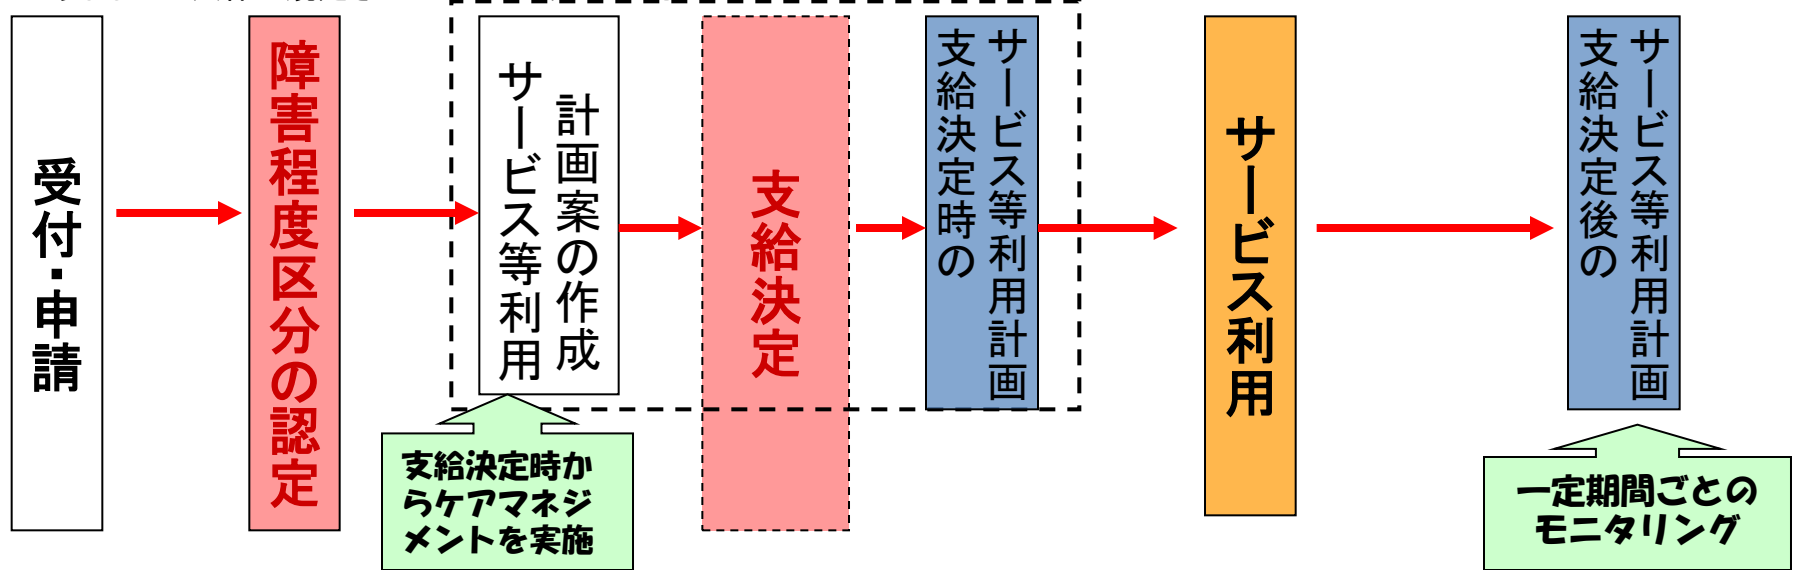 受付・申請
障害程度区分の認定
サービス等利用
計画案の作成
支給決定
サービス等利用計画
支給決定時の
サービス利用
サービス等利用計画
支給決定後の
支給決定時か
らケアマネジ
メントを実施
一定期間ごとの
モニタリング